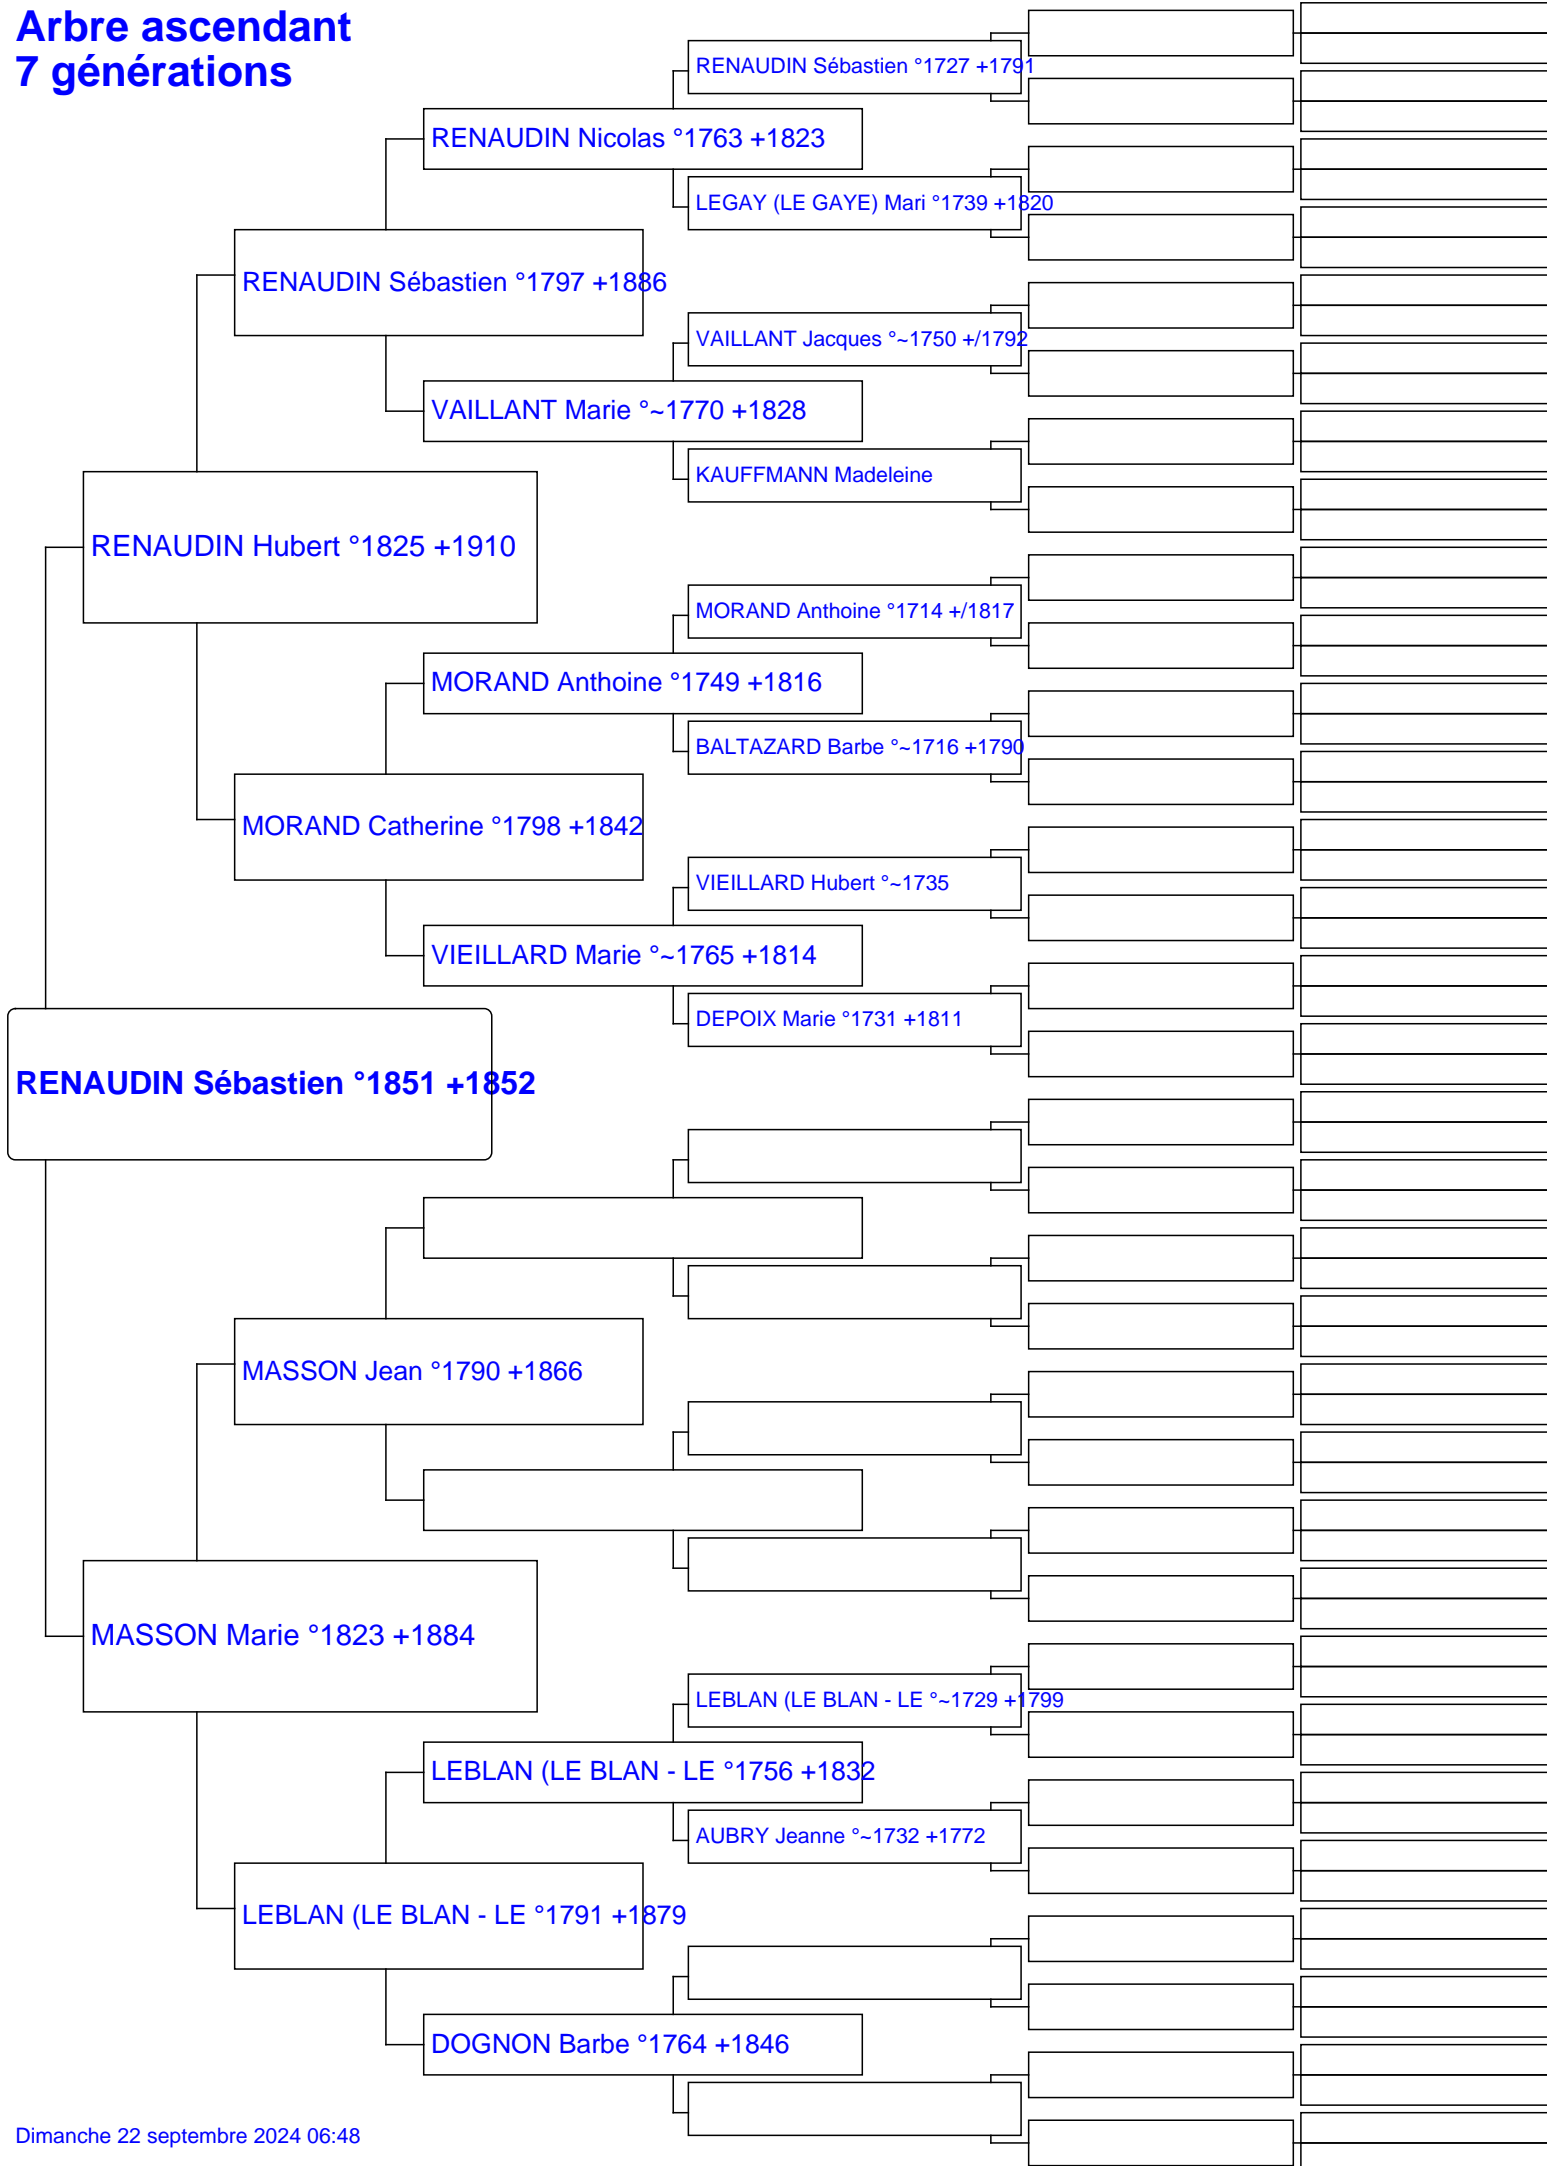 Arbre ascendant
7 générations
RENAUDIN Sébastien °1727 +1791
RENAUDIN Nicolas °1763 +1823
LEGAY (LE GAYE) Mari °1739 +1820
RENAUDIN Sébastien °1797 +1886
VAILLANT Jacques °~1750 +/1792
VAILLANT Marie °~1770 +1828
KAUFFMANN Madeleine
RENAUDIN Hubert °1825 +1910
MORAND Anthoine °1714 +/1817
MORAND Anthoine °1749 +1816
BALTAZARD Barbe °~1716 +1790
MORAND Catherine °1798 +1842
VIEILLARD Hubert °~1735
VIEILLARD Marie °~1765 +1814
DEPOIX Marie °1731 +1811
RENAUDIN Sébastien °1851 +1852
MASSON Jean °1790 +1866
MASSON Marie °1823 +1884
LEBLAN (LE BLAN - LE °~1729 +1799
LEBLAN (LE BLAN - LE °1756 +1832
AUBRY Jeanne °~1732 +1772
LEBLAN (LE BLAN - LE °1791 +1879
DOGNON Barbe °1764 +1846
Dimanche 22 septembre 2024 06:48